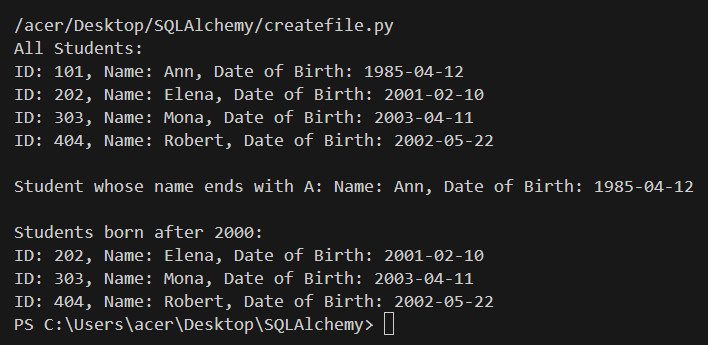 /acer/Desktop/SQLAlchemy/createfile.py
All Students:
ID: 101, Name: Ann, Date of Birth: 1985-04-12
ID: 202, Name: Elena, Date of Birth: 2001-02-10
ID: 303, Name: Mona, Date of Birth: 2003-04-11
ID: 404, Name: Robert, Date of Birth: 2002-05-22
Student whose name ends with A: Name: Ann, Date of Birth: 1985-04-12
Students born after 2000:
ID: 202, Name: Elena, Date of Birth: 2001-02-10
ID: 303, Name: Mona, Date of Birth: 2003-04-11
ID: 404, Name: Robert, Date of Birth: 2002-05-22
PS C:\Users\acer\Desktop\SQLAlchemy>